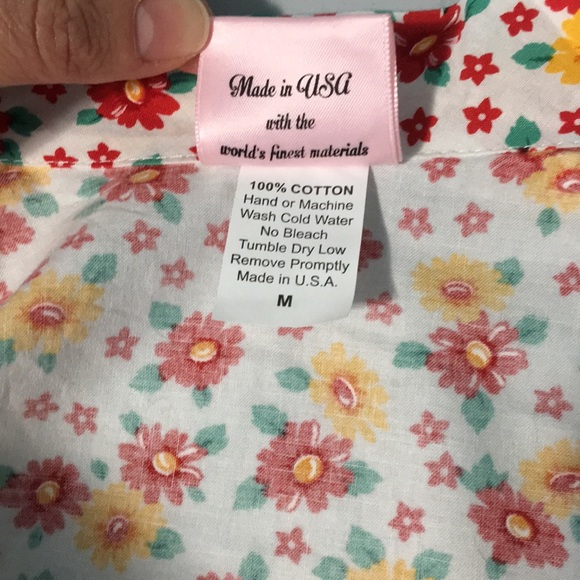 Made in USA
with the
world's finest materials
100% COTTON
Hand or Machine
Wash Cold Water
No Bleach
Tumble Dry Low
Remove Promptly
Made in U.S.A.
M